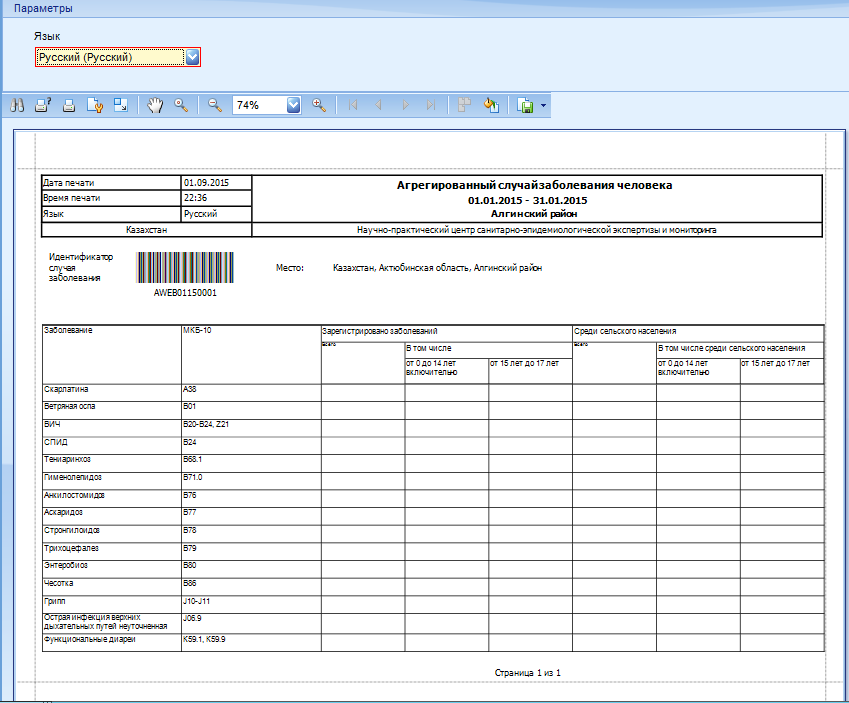 Параметры
Язык
Русский (Русский)
74%
Дата печати 01.09.2015
Время печати 22:36
Язык Русский
Агрегированный случай заболевания человека
01.01.2015 - 31.01.2015
Алгинский район
Казахстан Научно-практический центр санитарно-эпидемиологической экспертизы и мониторинга
Идентификатор
случая
заболевания
AWEB01150001
Место: Казахстан, Актюбинская область, Алгинский район
Заболевание МКБ-10 Зарегистрировано заболеваний Среди сельского населения
всего В том числе всего В том числе среди сельского населения
от 0 до 14 лет
включительно
от 15 лет до 17 лет
от 0 до 14 лет
включительно
от 15 лет до 17 лет
Скарлатина А38
Ветряная оспа В01
ВИЧ B20-B24, Z21
СПИД B24
Тениаринхоз B68.1
Гименолепидоз B71.0
Анкилостомидоз B76
Аскаридоз B77
Стронгилоидоз B78
Трихоцефалез B79
Энтеробиоз B80
Чесотка B86
Грипп J10-J11
Острая инфекция верхних
дыхательных путей неуточненная
J06.9
Функциональные диареи K59.1, K59.9
Страница 1 из 1